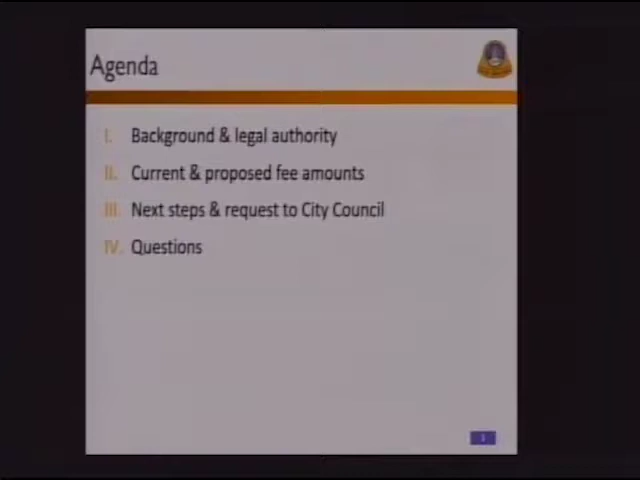 Agenda
I. Background & legal authority
II. Current & proposed fee amounts
III. Next steps & request to City Council
IV. Questions